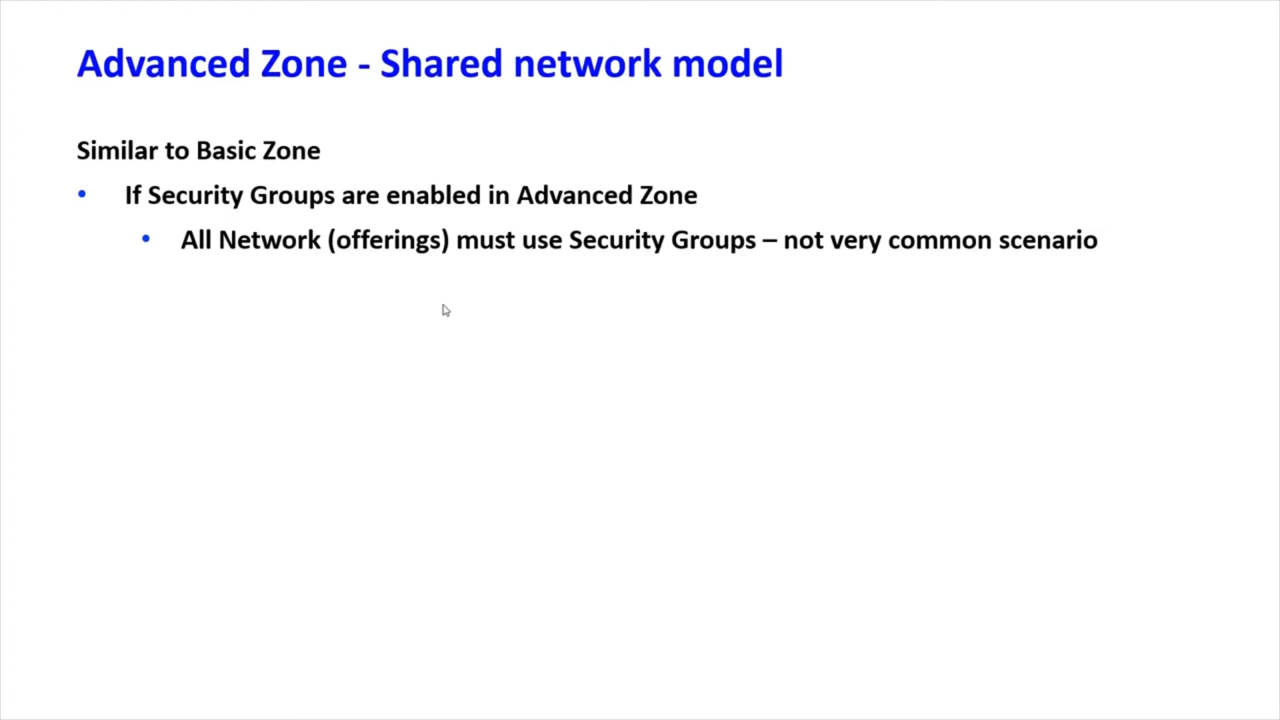 Advanced Zone - Shared network model
Similar to Basic Zone
• If Security Groups are enabled in Advanced Zone
• All Network (offerings) must use Security Groups – not very common scenario